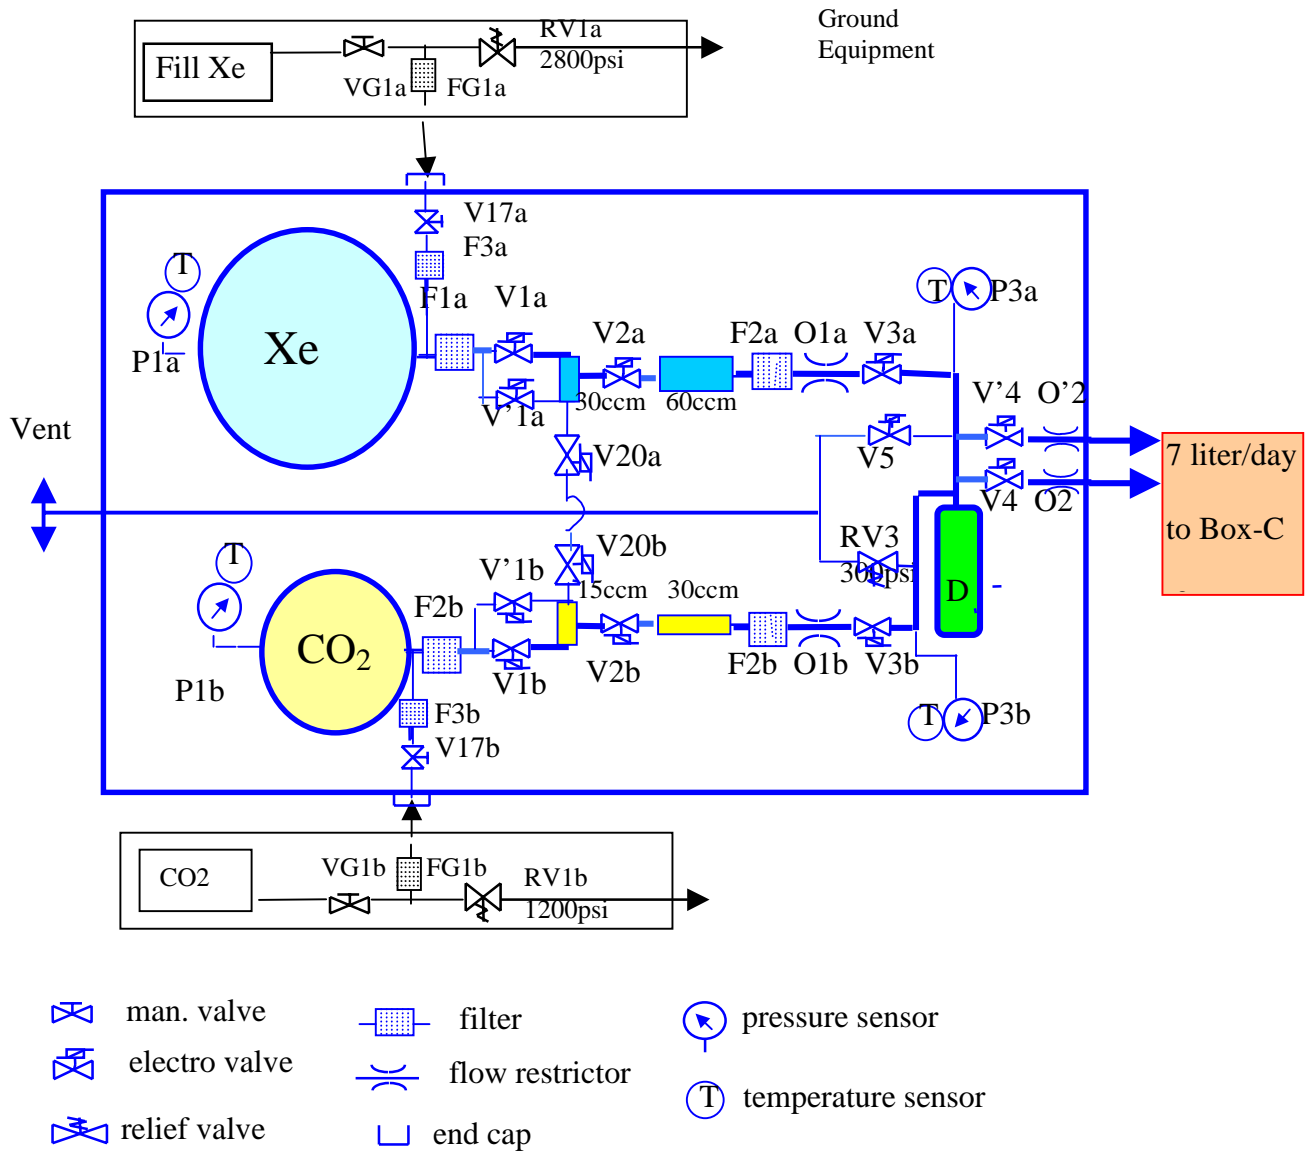 Ground
Equipment
Fill Xe
RV1a
2800psi
VG1a
FG1a
V17a
F3a
T
P1a
Xe
F1a
V1a
V'1a
V2a
30ccm
60ccm
F2a
O1a
V3a
T
P3a
V'4
O'2
Vent
V20a
V5
V4
O2
7 liter/day
to Box-C
RV3
300psi
D
T
P1b
CO2
F2b
V'1b
V20b
15ccm
30ccm
V1b
V2b
F2b
O1b
V3b
F3b
V17b
T
P3b
CO2
VG1b
FG1b
RV1b
1200psi
man. valve
filter
pressure sensor
electro valve
flow restrictor
T
temperature sensor
relief valve
end cap